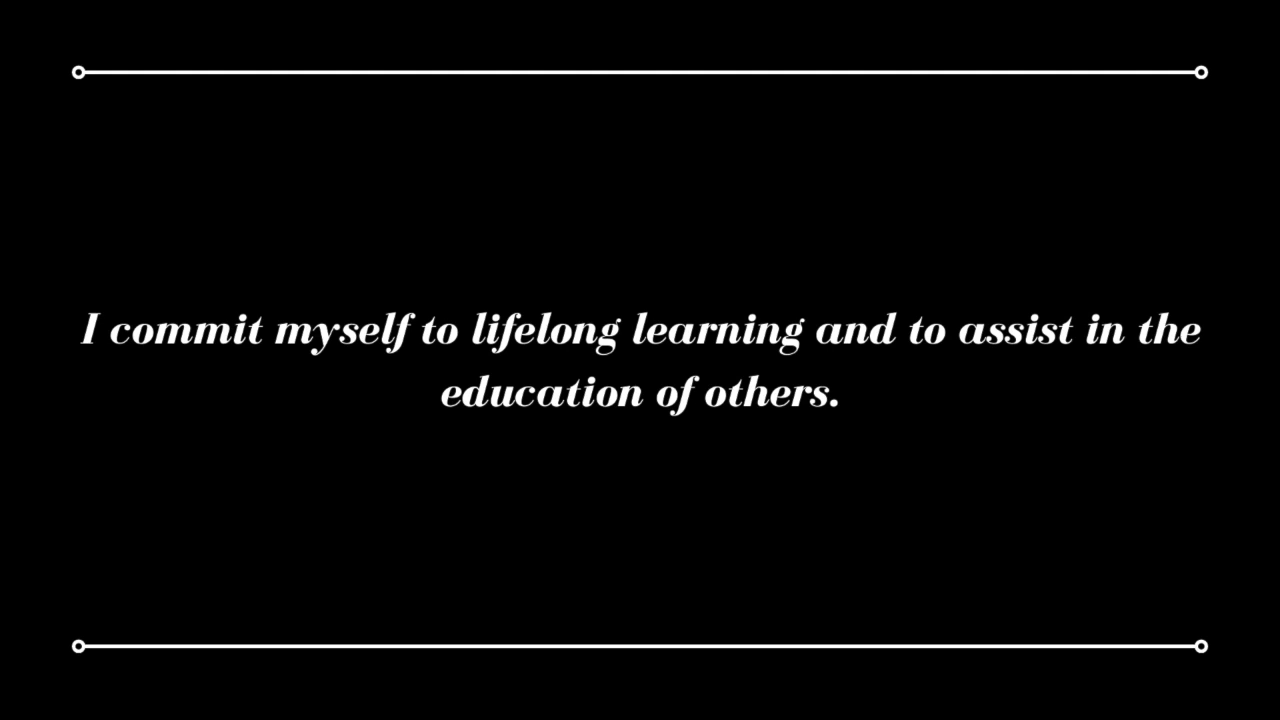 I commit myself to lifelong learning and to assist in the
education of others.